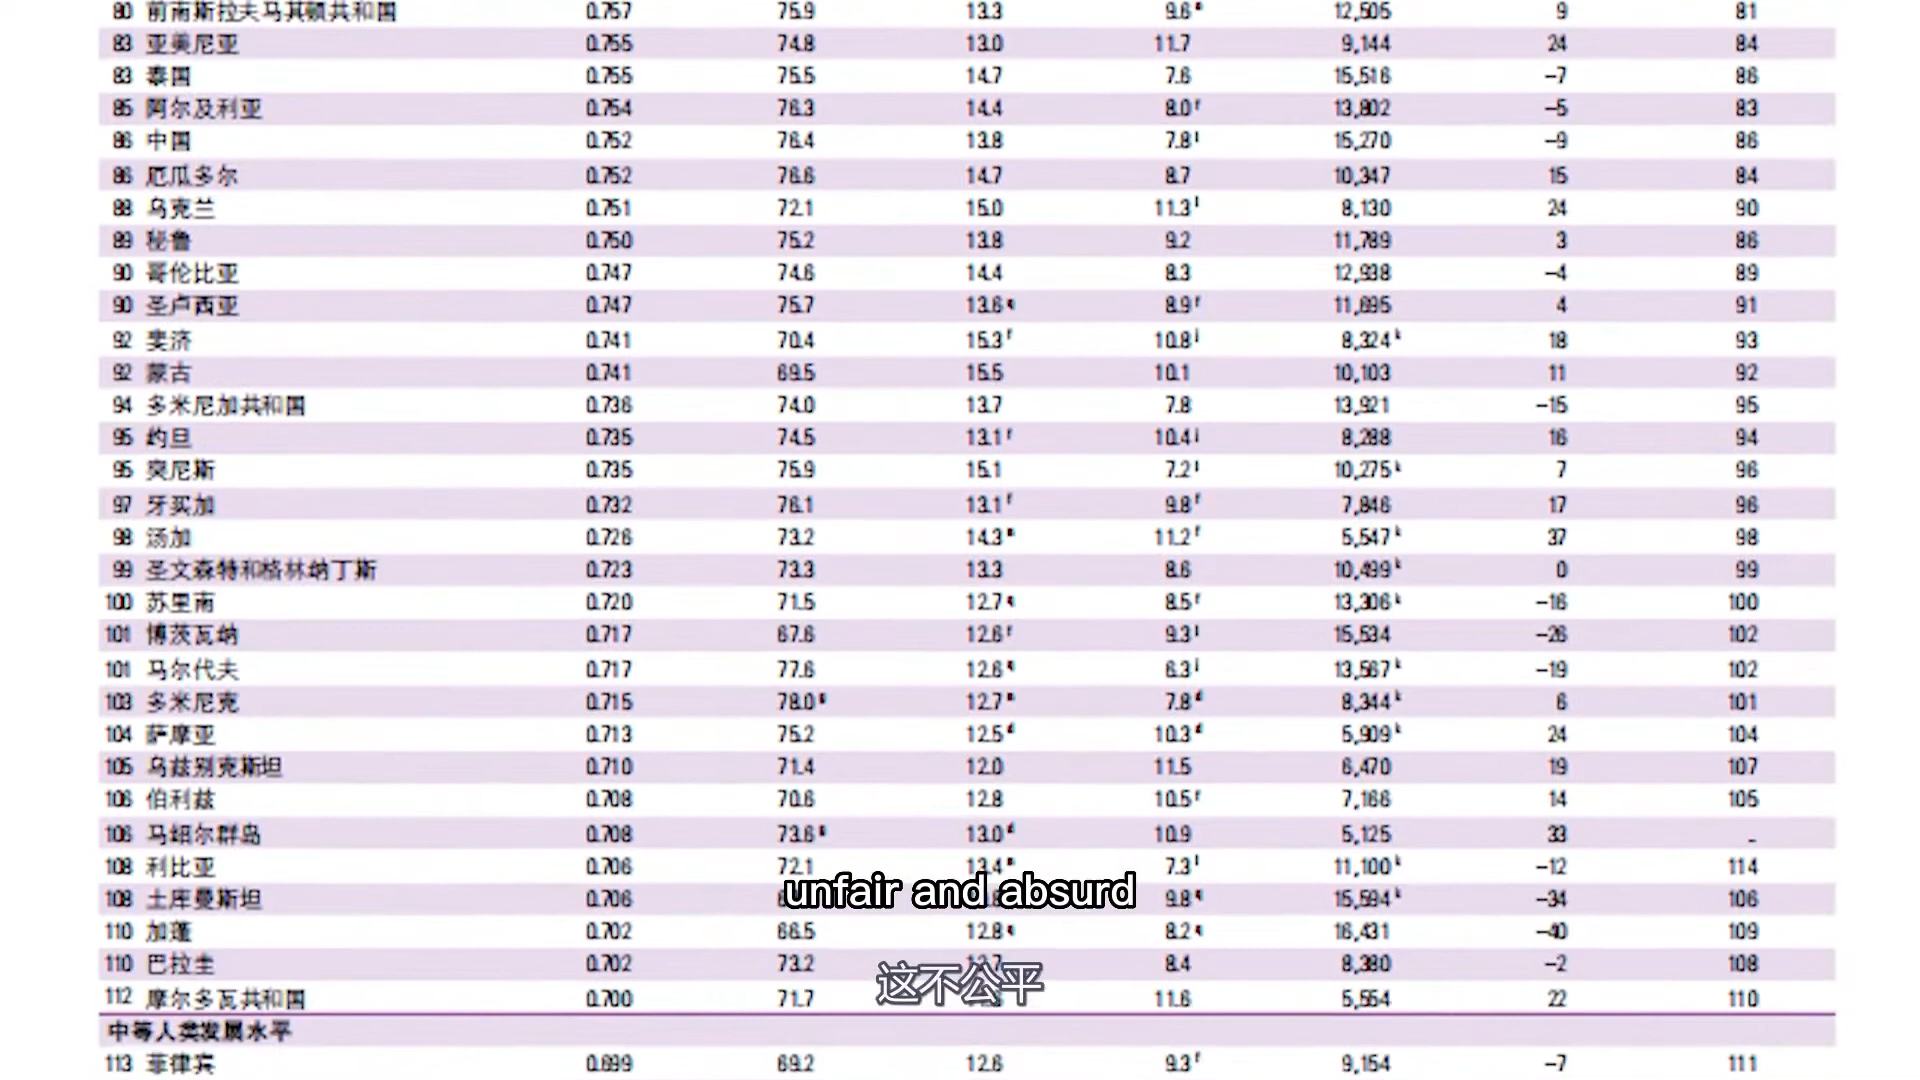 80 前南斯拉夫马其顿共和国 0.757 75.9 13.3 9.6 12,505 9 81
83 亚美尼亚 0.755 74.8 13.0 11.7 9,144 24 84
83 泰国 0.755 75.5 14.7 7.6 15,516 –7 86
85 阿尔及利亚 0.754 76.3 14.4 8.0 f 13,802 –5 83
86 中国 0.752 76.4 13.8 7.8 i 15,270 –9 86
86 厄瓜多尔 0.752 76.6 14.7 8.7 10,347 15 84
88 乌克兰 0.751 72.1 15.0 11.3 i 8,130 24 90
89 秘鲁 0.750 75.2 13.8 9.2 11,789 3 86
90 哥伦比亚 0.747 74.6 14.4 8.3 12,938 –4 89
90 圣卢西亚 0.747 75.7 13.6 q 8.9 f 11,695 4 91
92 斐济 0.741 70.4 15.3 f 10.8 i 8,324 k 18 93
92 蒙古 0.741 69.5 15.5 10.1 10,103 11 92
94 多米尼加共和国 0.736 74.0 13.7 7.8 13,921 –15 95
95 约旦 0.735 74.5 13.1 f 10.4 i 8,288 16 94
95 突尼斯 0.735 75.9 15.1 7.2 i 10,275 k 7 96
97 牙买加 0.732 76.1 13.1 f 9.8 f 7,846 17 96
98 汤加 0.726 73.2 14.3 11.2 f 5,547 k 37 98
99 圣文森特和格林纳丁斯 0.723 73.3 13.3 8.6 10,499 k 0 99
100 苏里南 0.720 71.5 12.7 q 8.5 f 13,306 k –16 100
101 博茨瓦纳 0.717 67.6 12.6 f 9.3 i 15,534 –26 102
101 马尔代夫 0.717 77.6 12.6 q 6.3 i 13,567 k –19 102
103 多米尼克 0.715 78.0 12.7 7.8 d 8,344 k 6 101
104 萨摩亚 0.713 75.2 12.5 d 10.3 d 5,909 k 24 104
105 乌兹别克斯坦 0.710 71.4 12.0 11.5 6,470 19 107
106 伯利兹 0.708 70.6 12.8 10.5 f 7,166 14 105
106 马绍尔群岛 0.708 73.6 13.0 d 10.9 5,125 33 ..
108 利比亚 0.706 72.1 13.4 7.3 i 11,100 k –12 114
108 土库曼斯坦 0.706 9.8 q 15,594 k –34 106
unfair and absurd
110 加蓬 0.702 66.5 12.8 q 8.2 q 16,431 –40 109
110 巴拉圭 0.702 73.2 12.7 8.4 8,380 –2 108
这不公平
112 摩尔多瓦共和国 0.700 71.7 11.6 5,554 22 110
中等人类发展水平
113 菲律宾 0.699 69.2 12.6 9.3 f 9,154 –7 111